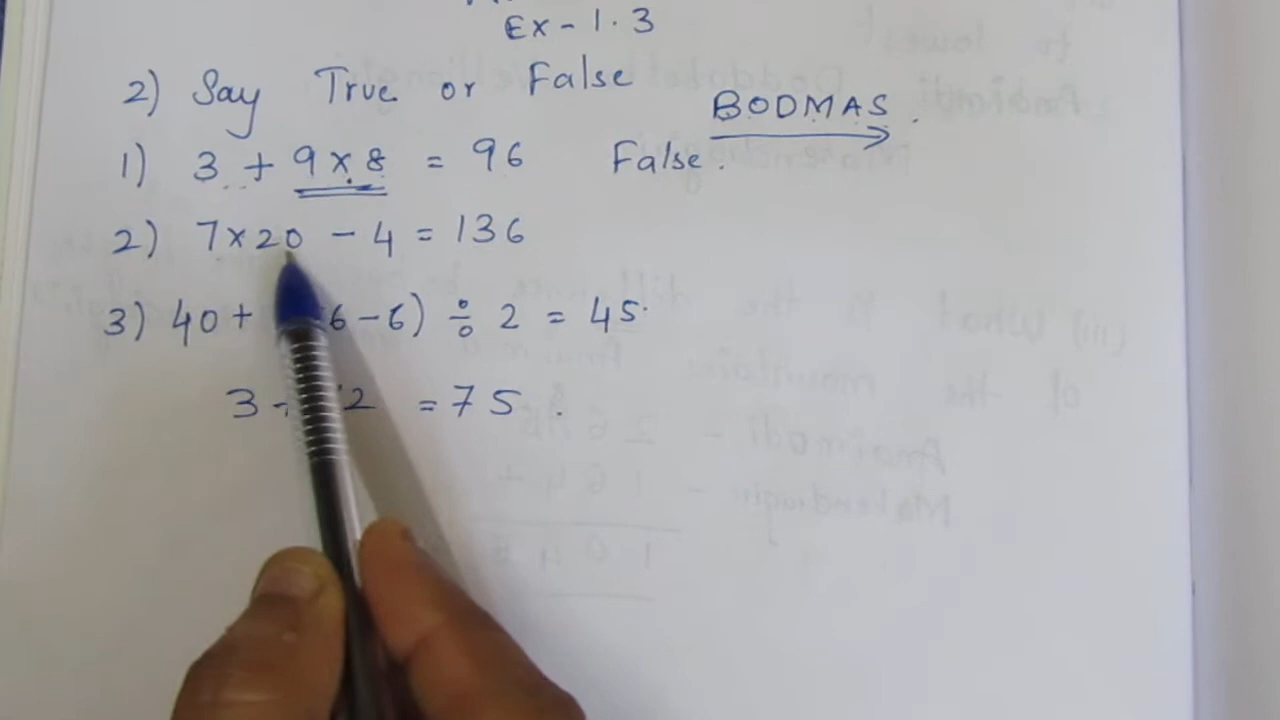 Ex - 1.3
2) Say True or False
BODMAS.
1) 3 + 9 x 8 = 96 False.
2) 7 x 20 - 4 = 136
3) 40 + 6 - 6) ÷ 2 = 45.
3 2 = 75.